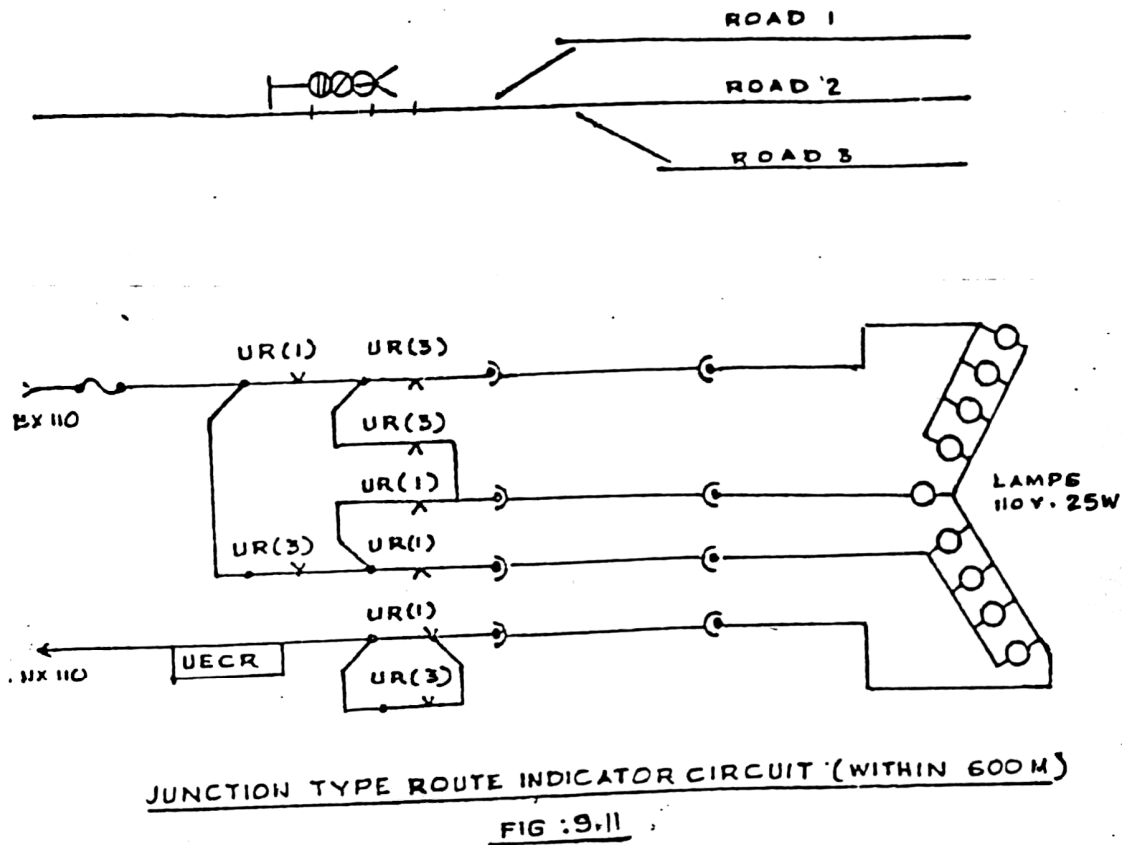 ROAD 1
ROAD 2
ROAD 3
UR(1)
UR(3)
BX 110
UR(3)
UR(1)
LAMPS
110 V. 25W
UR(3)
UR(1)
UR(1)
NX 110
UECR
UR(3)
JUNCTION TYPE ROUTE INDICATOR CIRCUIT (WITHIN 600 M)
FIG : 9.11